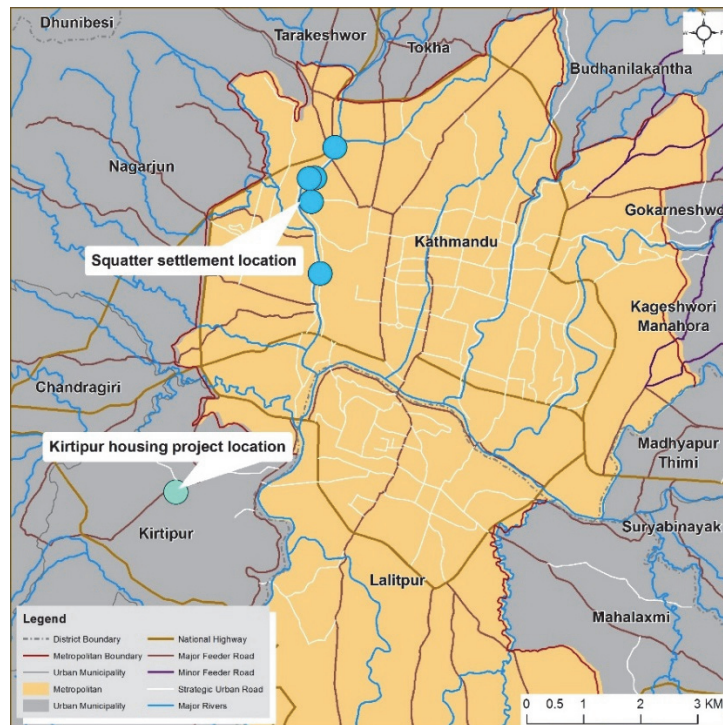 Dhunibesi
Tarakeshwor
Tokha
Budhanilakantha
Nagarjun
Gokarneshwo
Kathmandu
Squatter settlement location
Kageshwori
Manahora
Chandragiri
Kirtipur housing project location
Madhyapur
Thimi
Kirtipur
Suryabinayak
Lalitpur
Mahalaxmi
Legend
District Boundary
Metropolitan Boundary
Urban Municipality
Metropolitan
Urban Municipality
National Highway
Major Feeder Road
Minor Feeder Road
Strategic Urban Road
Major Rivers
0 0.5 1 2 3 KM